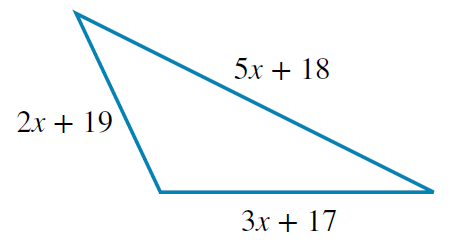 5x + 18
2x + 19
3x + 17